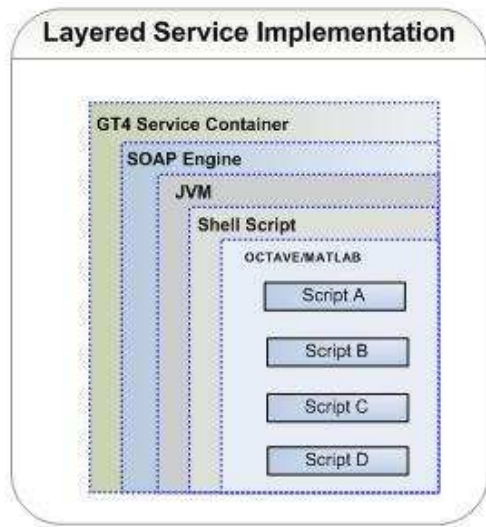 Layered Service Implementation
GT4 Service Container
SOAP Engine
JVM
Shell Script
OCTAVE/MATLAB
Script A
Script B
Script C
Script D